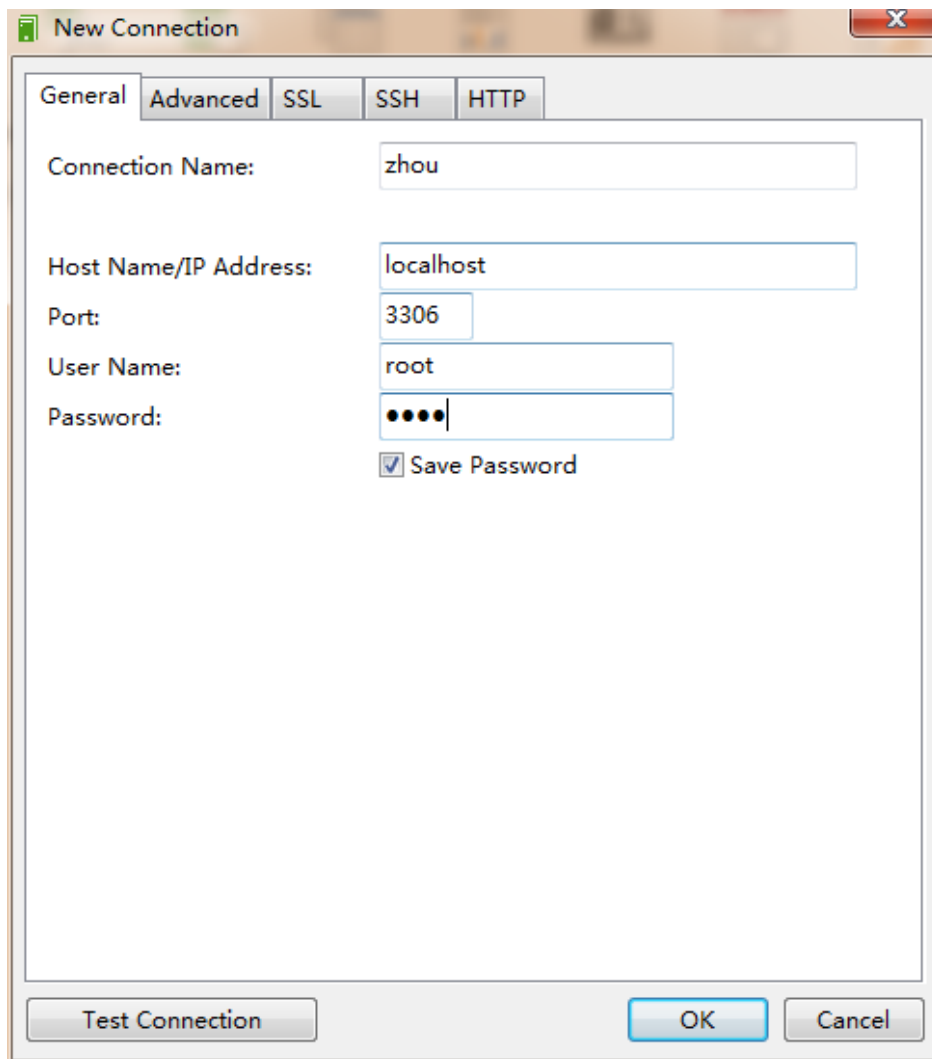 New Connection
General Advanced SSL SSH HTTP
Connection Name: zhou
Host Name/IP Address: localhost
Port: 3306
User Name: root
Password: ●●●●
Save Password
Test Connection OK Cancel